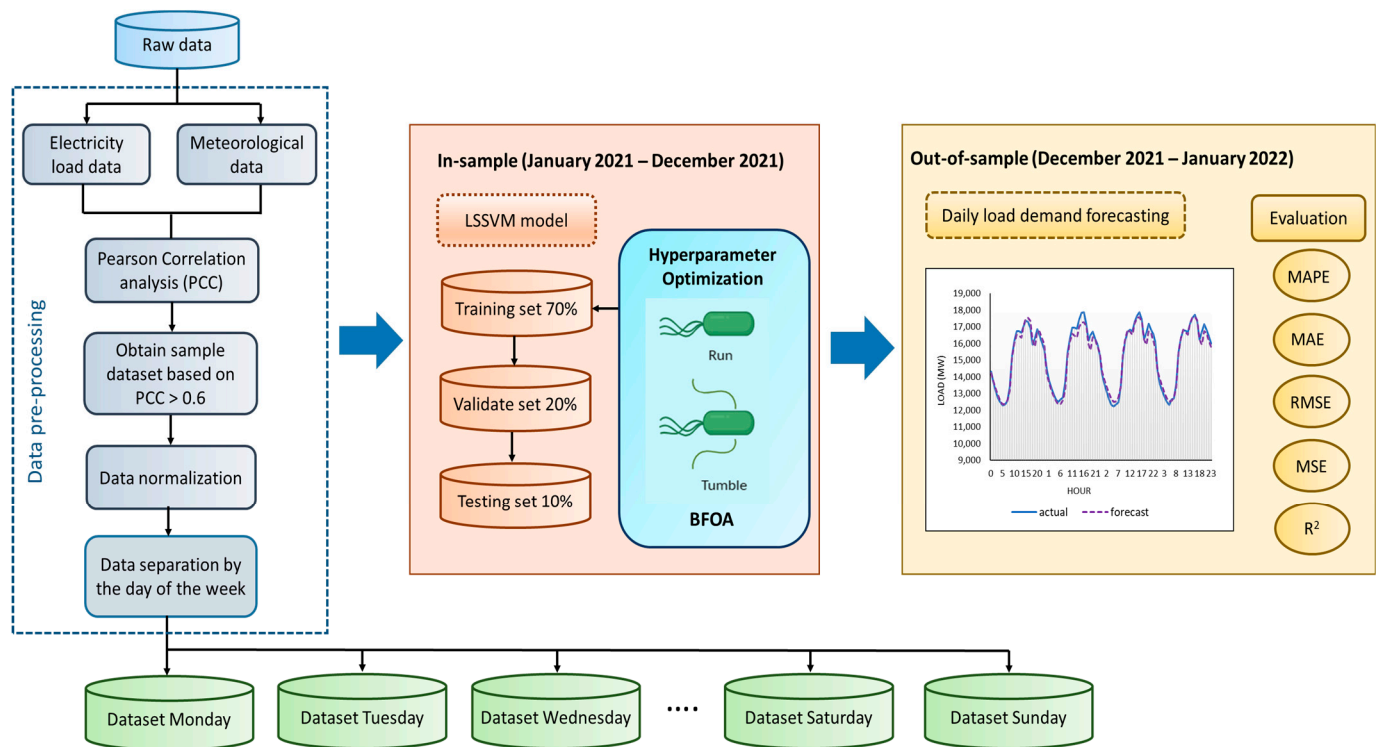 Raw data
Data pre-processing
Electricity
load data
Meteorological
data
Pearson Correlation
analysis (PCC)
Obtain sample
dataset based on
PCC > 0.6
Data normalization
Data separation by
the day of the week
Dataset Monday
Dataset Tuesday
Dataset Wednesday
....
Dataset Saturday
Dataset Sunday
In-sample (January 2021 – December 2021)
LSSVM model
Training set 70%
Validate set 20%
Testing set 10%
Hyperparameter
Optimization
Run
Tumble
BFOA
Out-of-sample (December 2021 – January 2022)
Daily load demand forecasting
19,000
18,000
17,000
16,000
15,000
14,000
13,000
12,000
11,000
10,000
9,000
LOAD (MW)
0 5 10 15 20 1 6 11 16 21 2 7 12 17 22 3 8 13 18 23
HOUR
actual forecast
Evaluation
MAPE
MAE
RMSE
MSE
R²